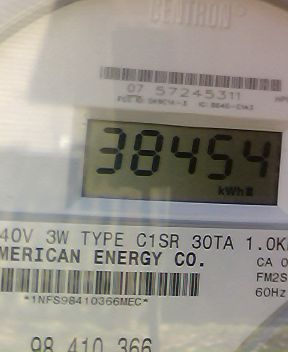 CENTRON
07 57245311
38454
kWh
40V 3W TYPE C1SR 30TA 1.0K
MERICAN ENERGY CO.
CA 0
FM2S
60Hz
*1NFS98410366MEC*
98 410 366